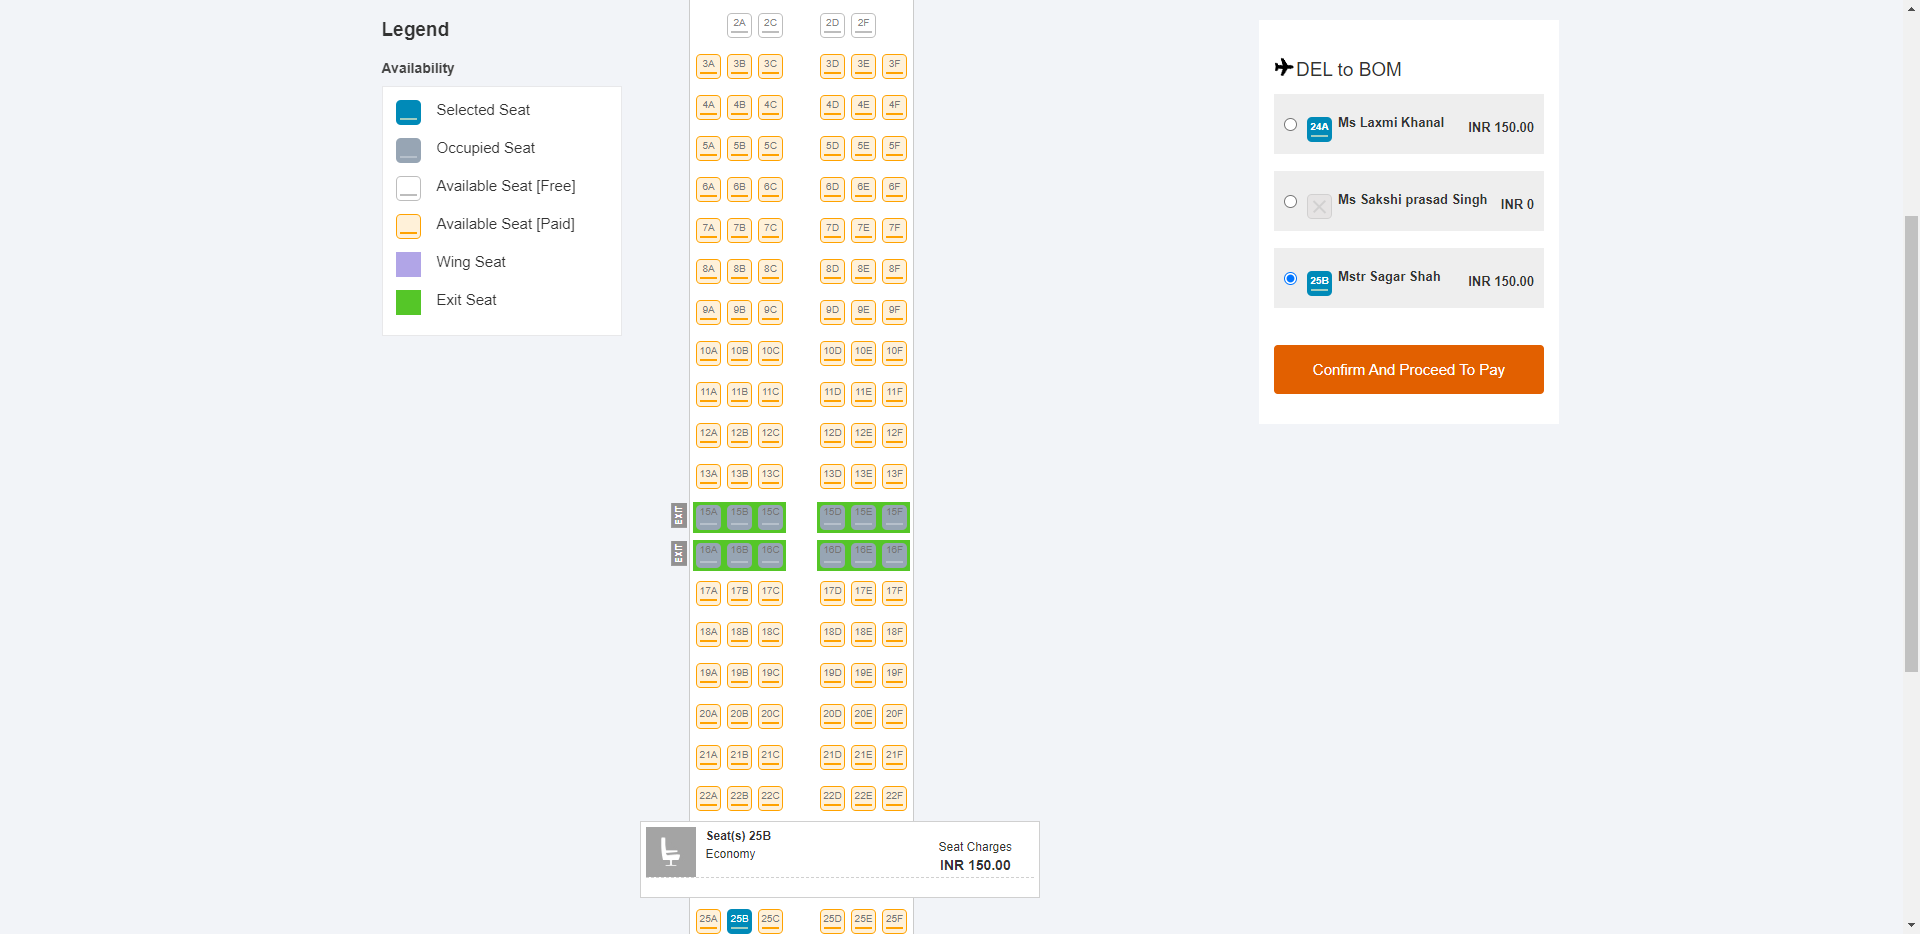 Legend
Availability
Selected Seat
Occupied Seat
Available Seat [Free]
Available Seat [Paid]
Wing Seat
Exit Seat
2A 2C 2D 2F
3A 3B 3C 3D 3E 3F
4A 4B 4C 4D 4E 4F
5A 5B 5C 5D 5E 5F
6A 6B 6C 6D 6E 6F
7A 7B 7C 7D 7E 7F
8A 8B 8C 8D 8E 8F
9A 9B 9C 9D 9E 9F
10A 10B 10C 10D 10E 10F
11A 11B 11C 11D 11E 11F
12A 12B 12C 12D 12E 12F
13A 13B 13C 13D 13E 13F
EXIT 15A 15B 15C 15D 15E 15F
EXIT 16A 16B 16C 16D 16E 16F
17A 17B 17C 17D 17E 17F
18A 18B 18C 18D 18E 18F
19A 19B 19C 19D 19E 19F
20A 20B 20C 20D 20E 20F
21A 21B 21C 21D 21E 21F
22A 22B 22C 22D 22E 22F
Seat(s) 25B
Economy
Seat Charges
INR 150.00
25A 25B 25C 25D 25E 25F
DEL to BOM
24A Ms Laxmi Khanal INR 150.00
Ms Sakshi prasad Singh INR 0
25B Mstr Sagar Shah INR 150.00
Confirm And Proceed To Pay